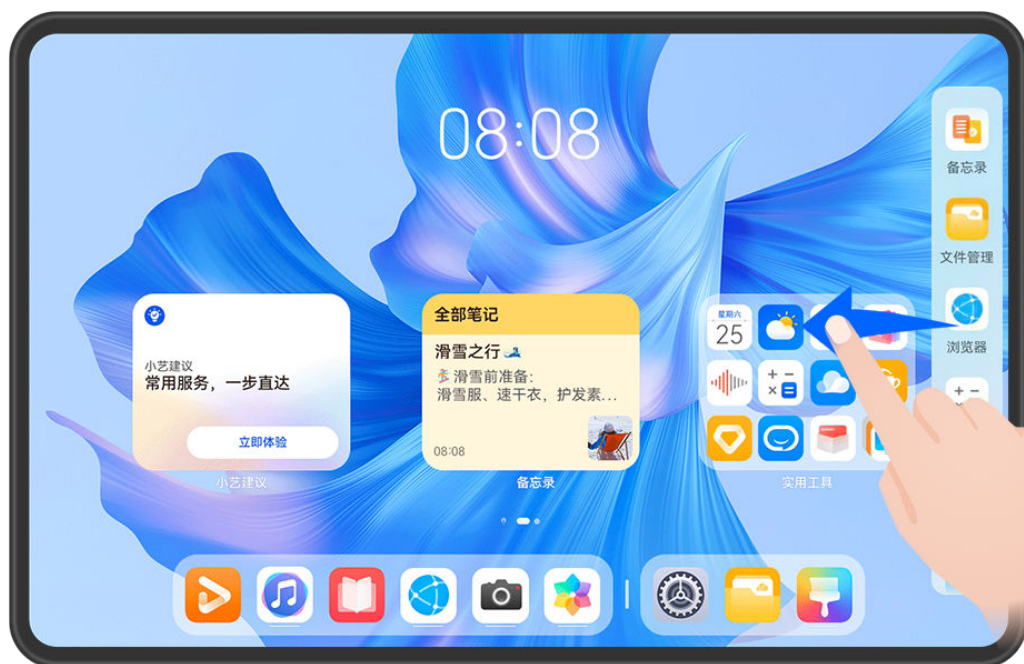 08:08
备忘录
文件管理
浏览器
小艺建议
常用服务，一步直达
立即体验
小艺建议
全部笔记
滑雪之行
滑雪前准备：
滑雪服、速干衣，护发素...
08:08
备忘录
星期六
25
实用工具